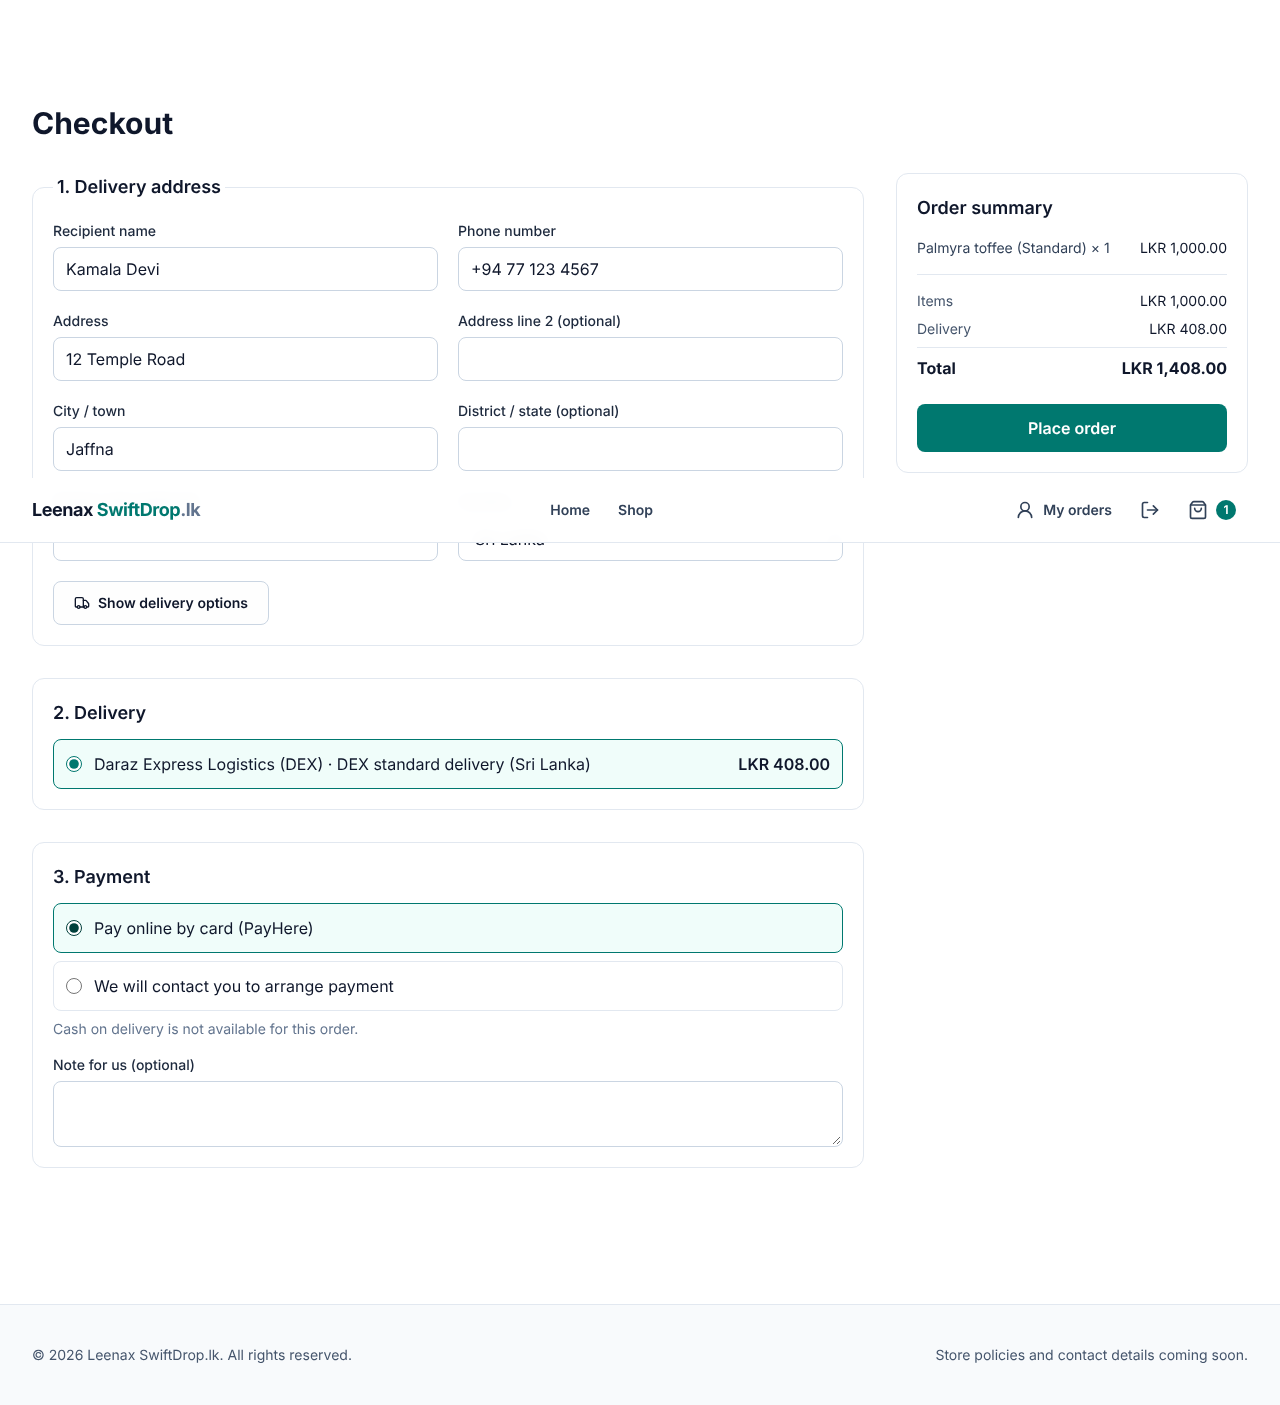 Checkout
1. Delivery address
Recipient name
Phone number
Kamala Devi
+94 77 123 4567
Address
Address line 2 (optional)
12 Temple Road
City / town
District / state (optional)
Jaffna
Order summary
Palmyra toffee (Standard) × 1 LKR 1,000.00
Items LKR 1,000.00
Delivery LKR 408.00
Total LKR 1,408.00
Place order
Leenax SwiftDrop.lk
Home
Shop
My orders
1
Show delivery options
2. Delivery
Daraz Express Logistics (DEX) · DEX standard delivery (Sri Lanka) LKR 408.00
3. Payment
Pay online by card (PayHere)
We will contact you to arrange payment
Cash on delivery is not available for this order.
Note for us (optional)
© 2026 Leenax SwiftDrop.lk. All rights reserved.
Store policies and contact details coming soon.